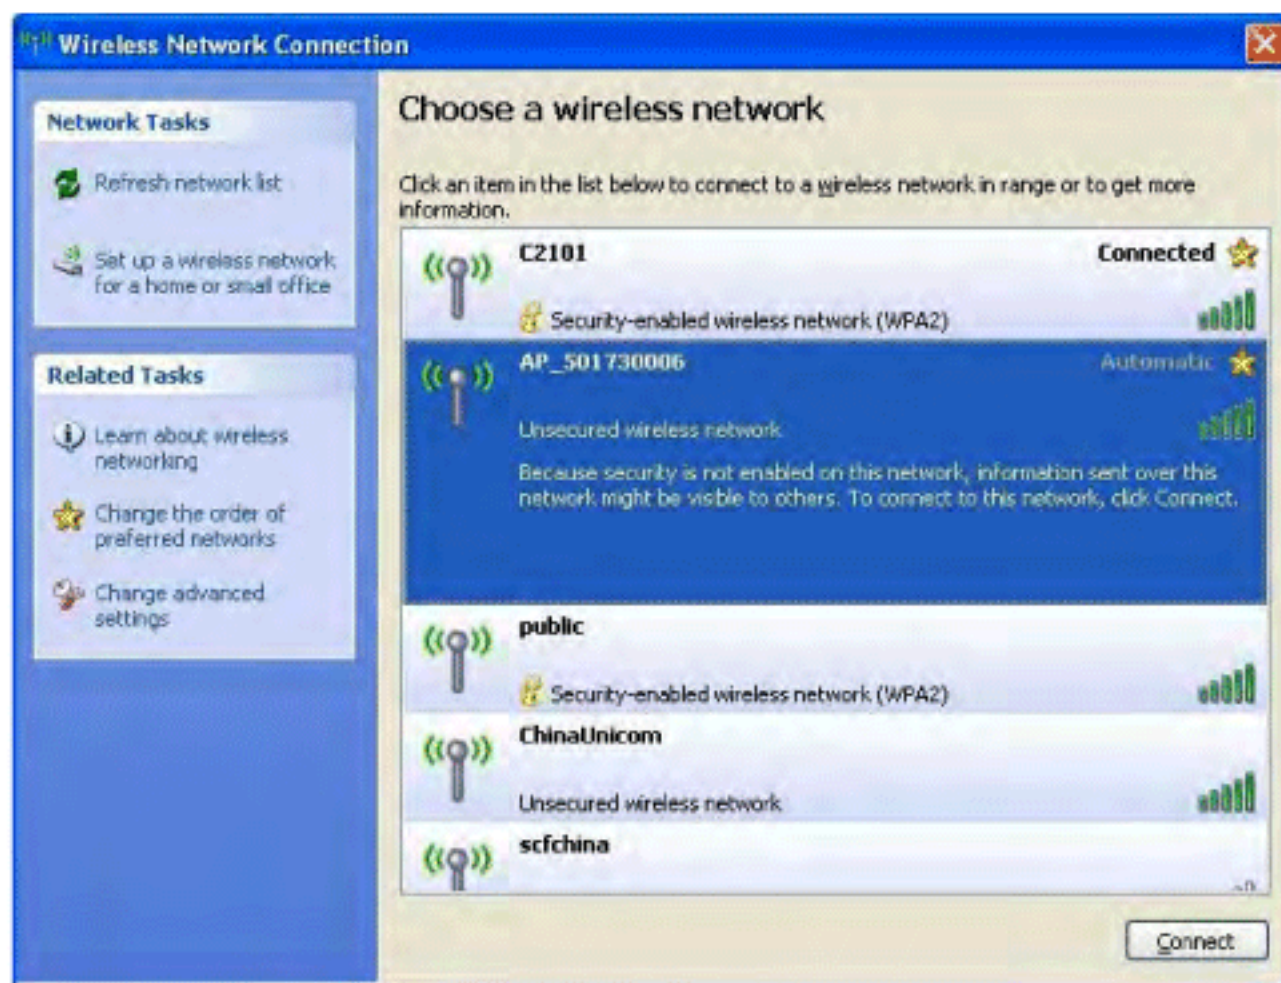 Wireless Network Connection
Network Tasks
Refresh network list
Set up a wireless network
for a home or small office
Related Tasks
Learn about wireless
networking
Change the order of
preferred networks
Change advanced
settings
Choose a wireless network
Click an item in the list below to connect to a wireless network in range or to get more
information.
C2101 Connected
Security-enabled wireless network (WPA2)
AP_501730006 Automatic
Unsecured wireless network
Because security is not enabled on this network, information sent over this
network might be visible to others. To connect to this network, click Connect.
public
Security-enabled wireless network (WPA2)
ChinaUnicom
Unsecured wireless network
scfchina
Connect